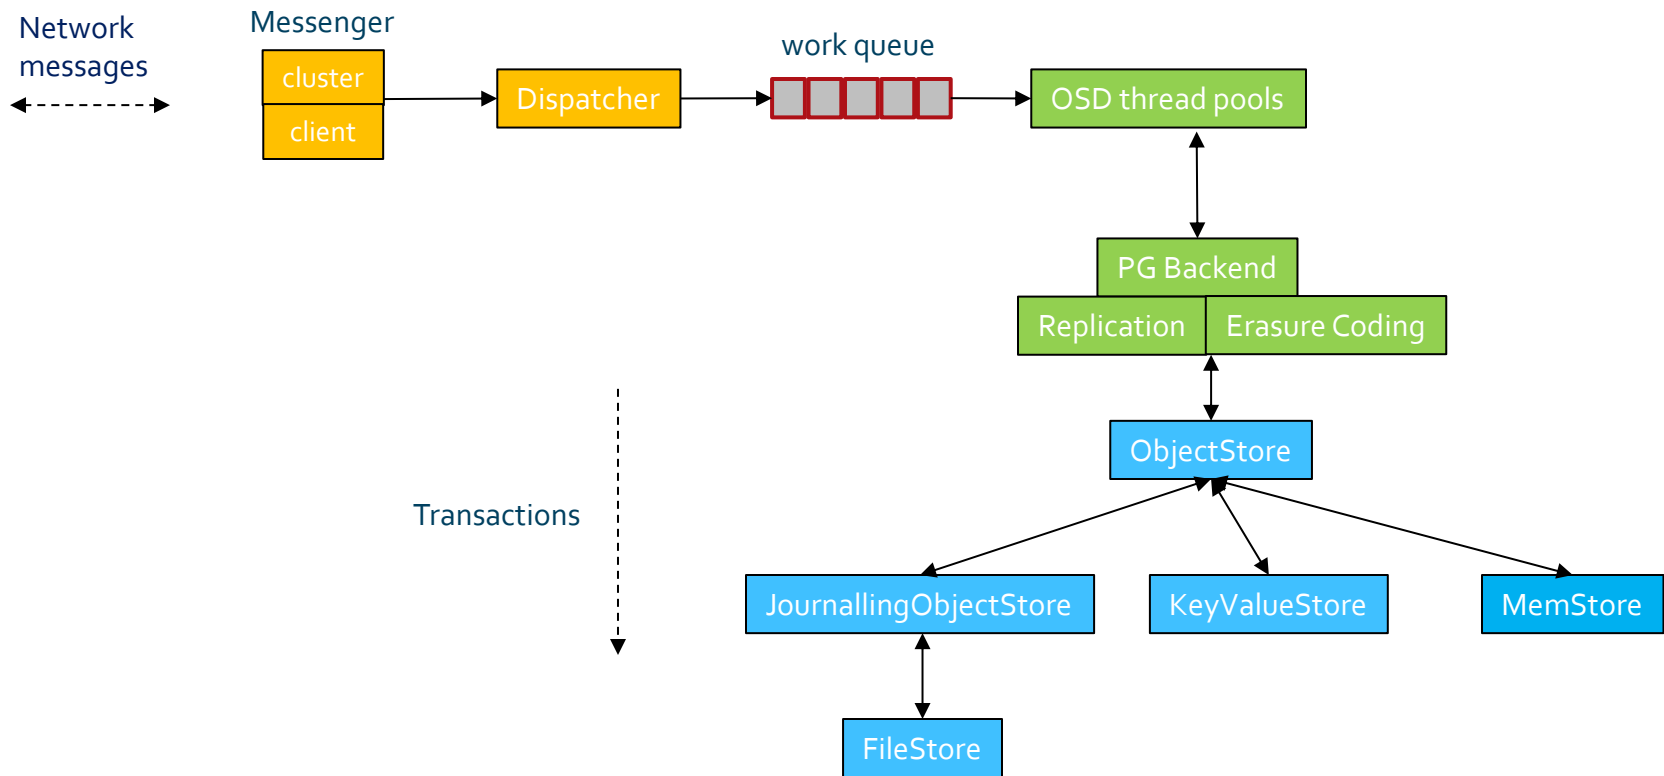 Network
messages
Messenger
cluster
client
Dispatcher
work queue
OSD thread pools
PG Backend
Replication
Erasure Coding
ObjectStore
Transactions
JournallingObjectStore
KeyValueStore
MemStore
FileStore